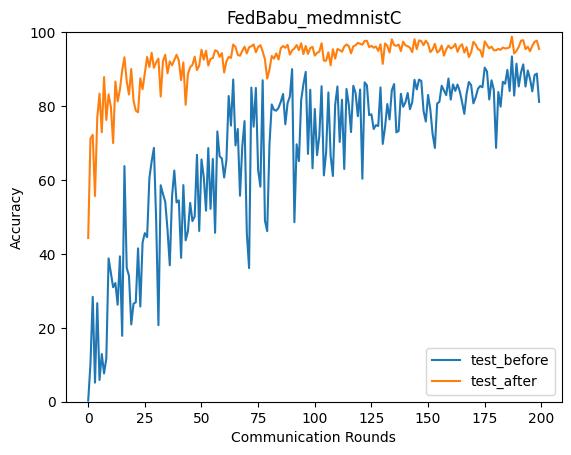 FedBabu_medmnistC
Accuracy
100
80
60
40
20
0
0 25 50 75 100 125 150 175 200
Communication Rounds
test_before
test_after